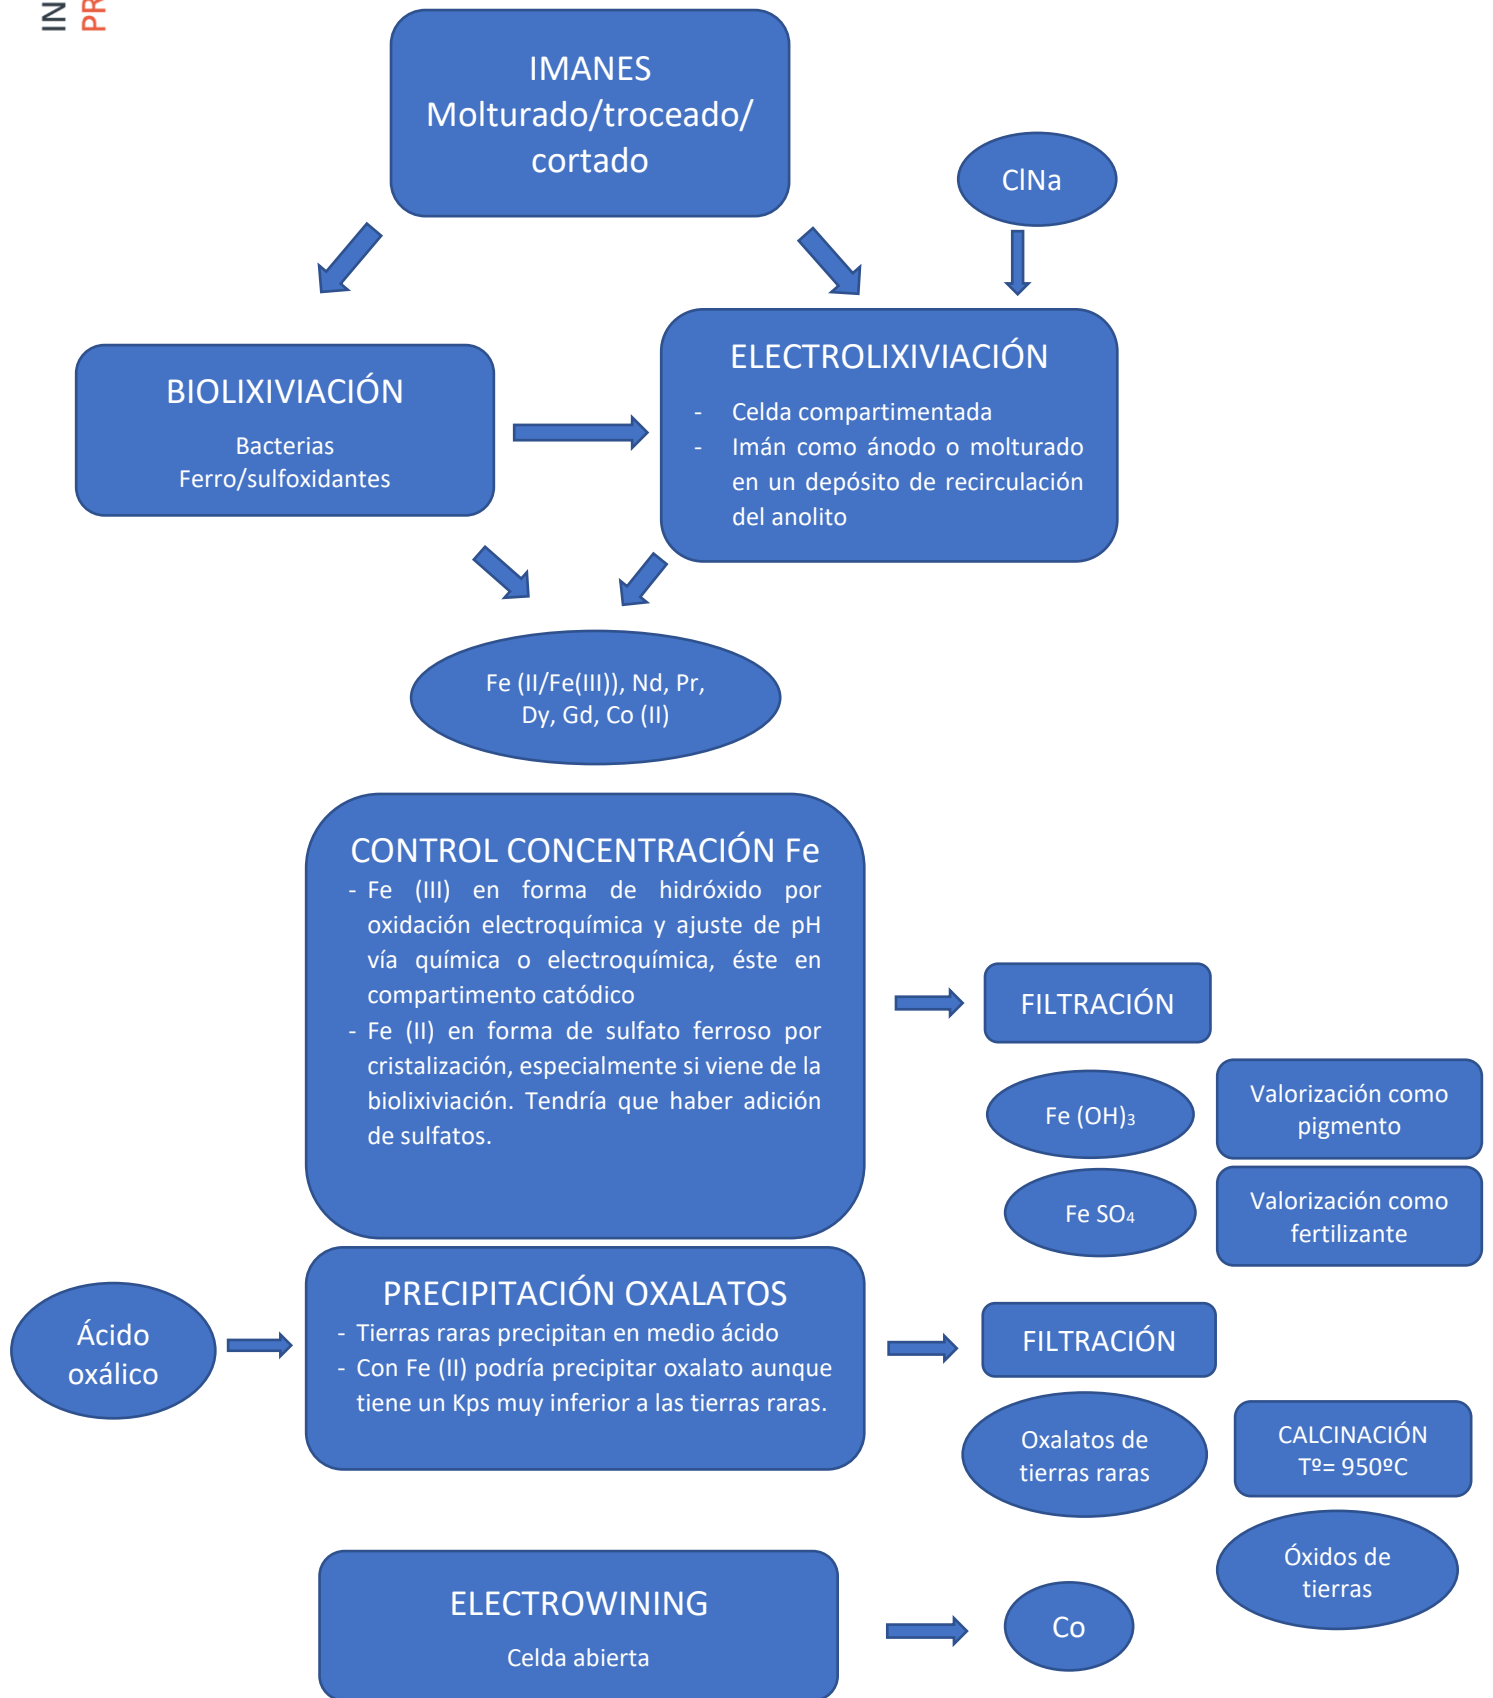 IN
PR
IMANES
Molturado/troceado/
cortado
ClNa
BIOLIXIVIACIÓN
Bacterias
Ferro/sulfoxidantes
ELECTROLIXIVIACIÓN
- Celda compartimentada
- Imán como ánodo o molturado
en un depósito de recirculación
del anolito
Fe (II/Fe(III)), Nd, Pr,
Dy, Gd, Co (II)
CONTROL CONCENTRACIÓN Fe
- Fe (III) en forma de hidróxido por
oxidación electroquímica y ajuste de pH
vía química o electroquímica, éste en
compartimento catódico
- Fe (II) en forma de sulfato ferroso por
cristalización, especialmente si viene de la
biolixiviación. Tendría que haber adición
de sulfatos.
FILTRACIÓN
Fe (OH)₃
Valorización como
pigmento
Fe SO₄
Valorización como
fertilizante
Ácido
oxálico
PRECIPITACIÓN OXALATOS
- Tierras raras precipitan en medio ácido
- Con Fe (II) podría precipitar oxalato aunque
tiene un Kps muy inferior a las tierras raras.
FILTRACIÓN
Oxalatos de
tierras raras
CALCINACIÓN
Tº= 950ºC
Óxidos de
tierras
ELECTROWINING
Celda abierta
Co